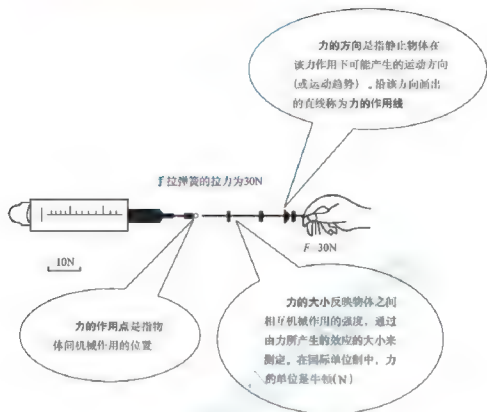 力的方向是指静止物体在
该力作用下可能产生的运动方向
(或运动趋势)。沿该方向画出
的直线称为力的作用线
手拉弹簧的拉力为30N
F 30N
10N
力的作用点是指物
体间机械作用的位置
力的大小反映物体之间
相互机械作用的强度,通过
由力所产生的效应的大小来
测定。在国际单位制中,力
的单位是牛顿(N)